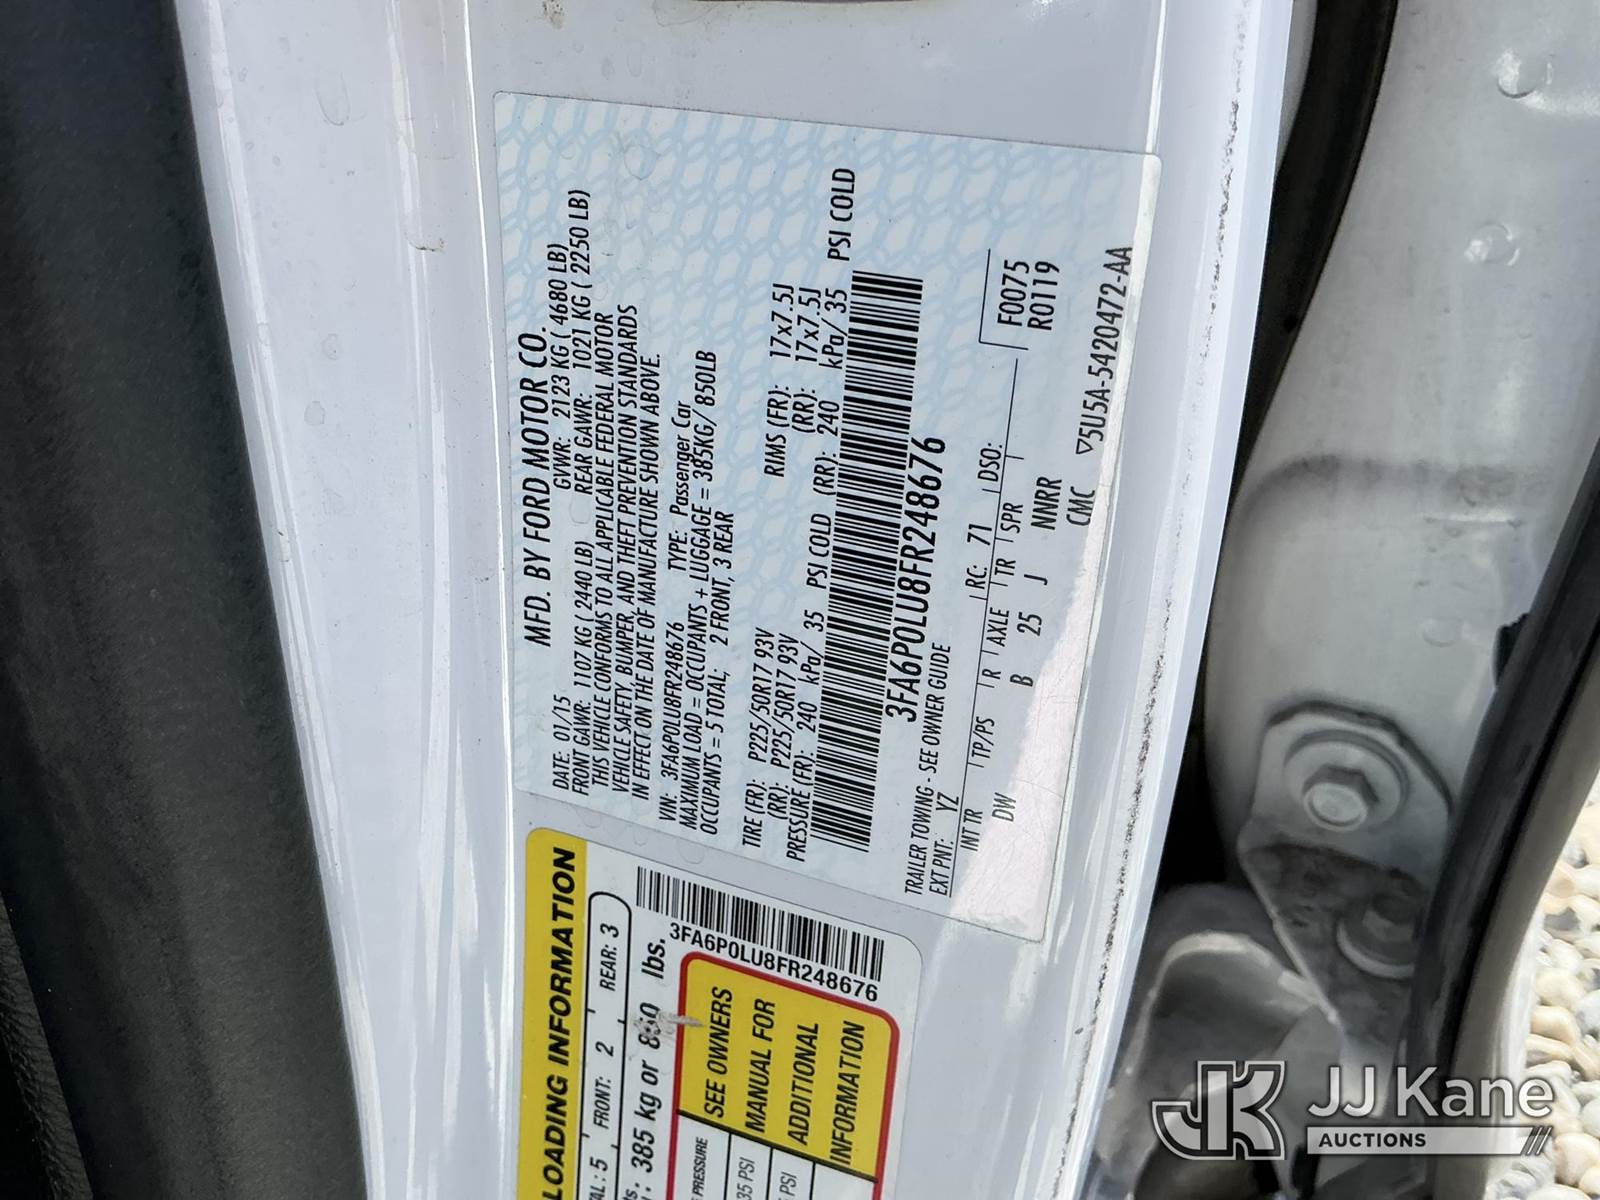 MFD. BY FORD MOTOR CO.
DATE: 01/15 GVWR: 2123 KG ( 4680 LB)
FRONT GAWR: 1107 KG ( 2440 LB) REAR GAWR: 1021 KG ( 2250 LB)
THIS VEHICLE CONFORMS TO ALL APPLICABLE FEDERAL MOTOR
VEHICLE SAFETY, BUMPER, AND THEFT PREVENTION STANDARDS
IN EFFECT ON THE DATE OF MANUFACTURE SHOWN ABOVE.
VIN: 3FA6P0LU8FR248676 TYPE: Passenger Car
MAXIMUM LOAD = OCCUPANTS + LUGGAGE = 385KG/ 850LB
OCCUPANTS = 5 TOTAL; 2 FRONT, 3 REAR
TIRE (FR): P225/50R17 93V RIMS (FR): 17x7.5J
(RR): P225/50R17 93V (RR): 17x7.5J
PRESSURE (FR): 240 kPa/ 35 PSI COLD (RR): 240 kPa/ 35 PSI COLD
3FA6P0LU8FR248676
TRAILER TOWING - SEE OWNER GUIDE
EXT PNT: YZ RC: 71 DSO:
INT TR TP/PS R AXLE TR SPR F0075
DW B 25 J NNRR R0119
CMC ▽5U5A-5420472-AA
LOADING INFORMATION
AL : 5 FRONT: 2 REAR: 3
: 385 kg or 850 lbs.
3FA6P0LU8FR248676
PRESSURE
35 PSI
PSI
SEE OWNERS
MANUAL FOR
ADDITIONAL
INFORMATION
JK JJ Kane
AUCTIONS